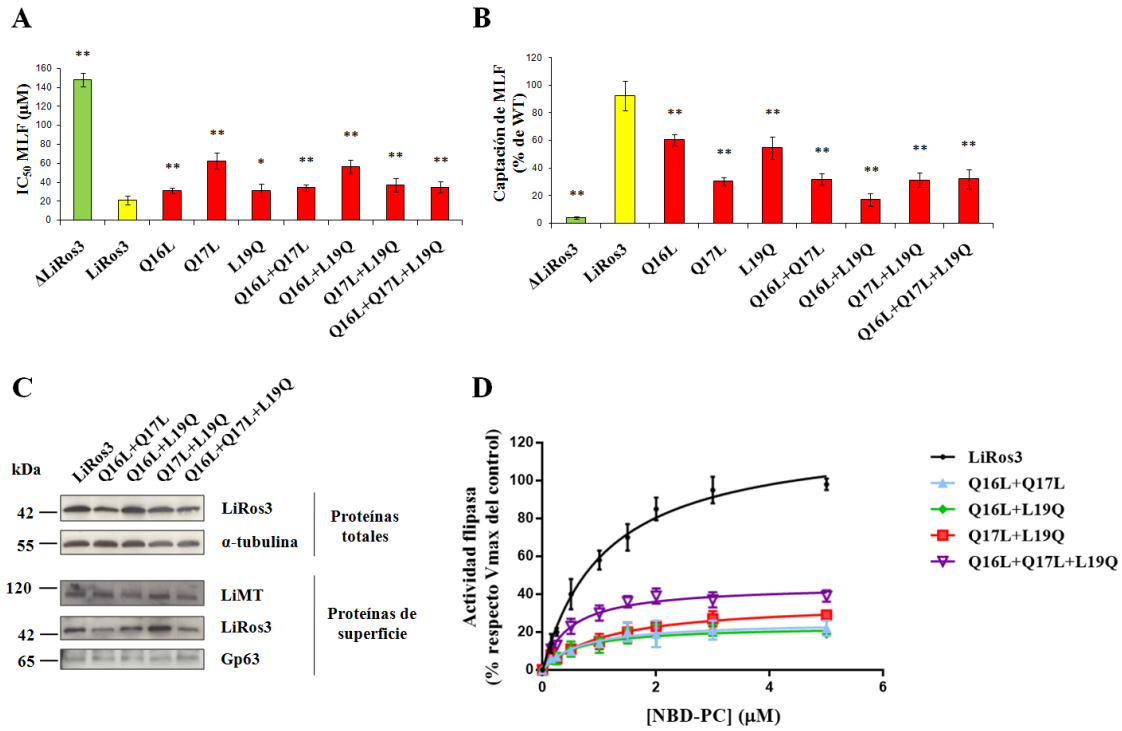 A
IC50 MLF (µM)
160
140
120
100
80
60
40
20
0
**
**
**
*
**
**
**
**
ΔLiRos3
LiRos3
Q16L
Q17L
L19Q
Q16L+Q17L
Q16L+L19Q
Q17L+L19Q
Q16L+Q17L+L19Q
B
Captación de MLF
(% de WT)
120
100
80
60
40
20
0
**
**
**
**
**
**
**
**
ΔLiRos3
LiRos3
Q16L
Q17L
L19Q
Q16L+Q17L
Q16L+L19Q
Q17L+L19Q
Q16L+Q17L+L19Q
C
kDa
LiRos3
Q16L+Q17L
Q16L+L19Q
Q17L+L19Q
Q16L+Q17L+L19Q
42
LiRos3
55
α-tubulina
Proteínas
totales
120
LiMT
42
LiRos3
65
Gp63
Proteínas de
superficie
D
Actividad flipasa
(% respecto Vmax del control)
120
100
80
60
40
20
0
0
2
4
6
[NBD-PC] (µM)
LiRos3
Q16L+Q17L
Q16L+L19Q
Q17L+L19Q
Q16L+Q17L+L19Q